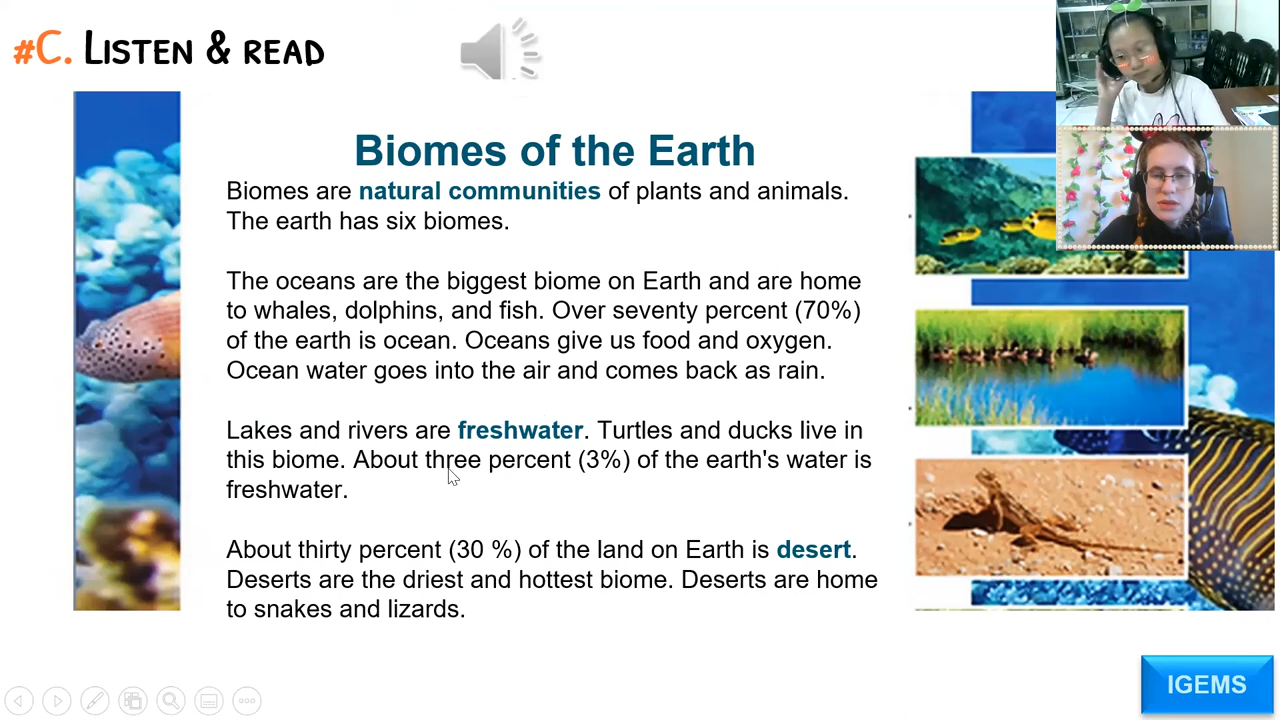 #C. LISTEN & READ
Biomes of the Earth
Biomes are natural communities of plants and animals.
The earth has six biomes.
The oceans are the biggest biome on Earth and are home
to whales, dolphins, and fish. Over seventy percent (70%)
of the earth is ocean. Oceans give us food and oxygen.
Ocean water goes into the air and comes back as rain.
Lakes and rivers are freshwater. Turtles and ducks live in
this biome. About three percent (3%) of the earth's water is
freshwater.
About thirty percent (30 %) of the land on Earth is desert.
Deserts are the driest and hottest biome. Deserts are home
to snakes and lizards.
IGEMS